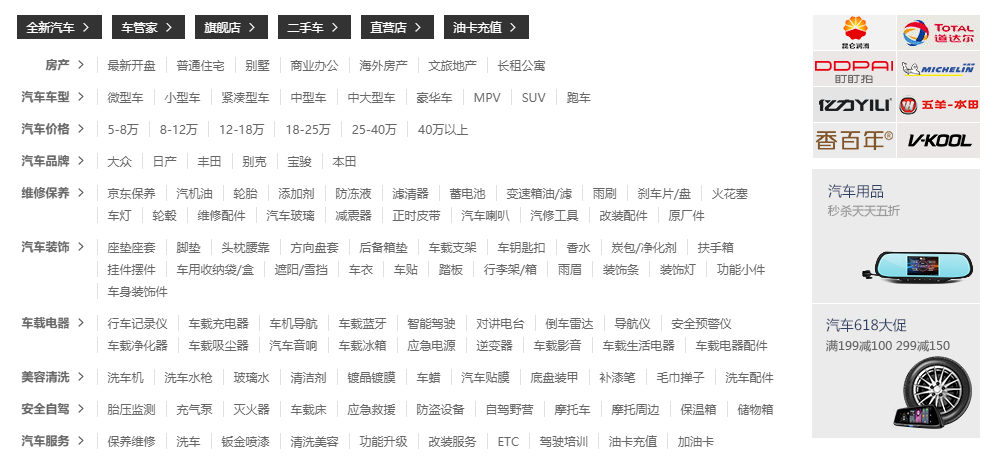 全新汽车 > 车管家 > 旗舰店 > 二手车 > 直营店 > 油卡充值 >
房产 > 最新开盘 普通住宅 别墅 商业办公 海外房产 文旅地产 长租公寓
汽车车型 > 微型车 小型车 紧凑型车 中型车 中大型车 豪华车 MPV SUV 跑车
汽车价格 > 5-8万 8-12万 12-18万 18-25万 25-40万 40万以上
汽车品牌 > 大众 日产 丰田 别克 宝骏 本田
维修保养 > 京东保养 汽机油 轮胎 添加剂 防冻液 滤清器 蓄电池 变速箱油/滤 雨刷 刹车片/盘 火花塞
车灯 轮毂 维修配件 汽车玻璃 减震器 正时皮带 汽车喇叭 汽修工具 改装配件 原厂件
汽车装饰 > 座垫座套 脚垫 头枕腰靠 方向盘套 后备箱垫 车载支架 车钥匙扣 香水 炭包/净化剂 扶手箱
挂件摆件 车用收纳袋/盒 遮阳/雪挡 车衣 车贴 踏板 行李架/箱 雨眉 装饰条 装饰灯 功能小件
车身装饰件
车载电器 > 行车记录仪 车载充电器 车机导航 车载蓝牙 智能驾驶 对讲电台 倒车雷达 导航仪 安全预警仪
车载净化器 车载吸尘器 汽车音响 车载冰箱 应急电源 逆变器 车载影音 车载生活电器 车载电器配件
美容清洗 > 洗车机 洗车水枪 玻璃水 清洁剂 镀晶镀膜 车蜡 汽车贴膜 底盘装甲 补漆笔 毛巾掸子 洗车配件
安全自驾 > 胎压监测 充气泵 灭火器 车载床 应急救援 防盗设备 自驾野营 摩托车 摩托周边 保温箱 储物箱
汽车服务 > 保养维修 洗车 钣金喷漆 清洗美容 功能升级 改装服务 ETC 驾驶培训 油卡充值 加油卡
昆仑润滑
TOTAL
道达尔
DDPAI
盯盯拍
MICHELIN
亿力YILI
五羊-本田
香百年®
V-KOOL
汽车用品
秒杀天天五折
汽车618大促
满199减100 299减150